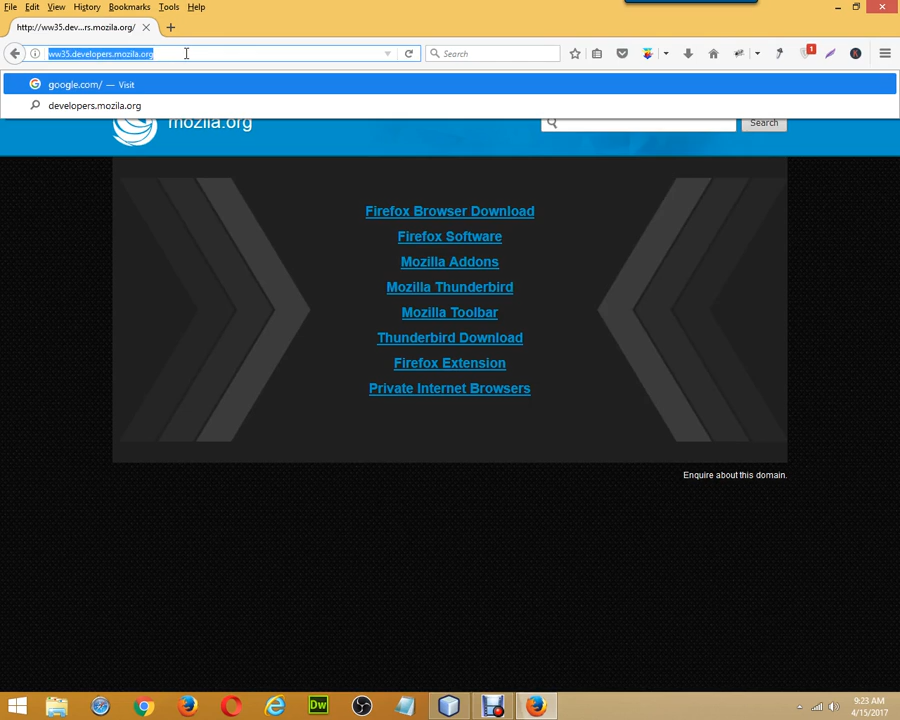 File Edit View History Bookmarks Tools Help
http://ww35.dev...rs.mozila.org/
ww35.developers.mozila.org
Search
1
google.com/ — Visit
developers.mozila.org
mozila.org
Search
Firefox Browser Download
Firefox Software
Mozilla Addons
Mozilla Thunderbird
Mozilla Toolbar
Thunderbird Download
Firefox Extension
Private Internet Browsers
Enquire about this domain.
Dw
9:23 AM
4/15/2017